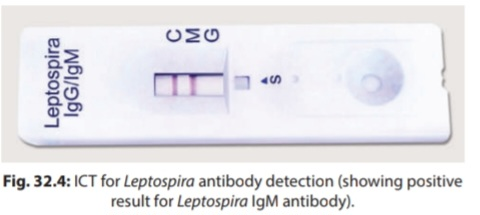 Leptospira
IgG/IgM
C
M
G
S
Fig. 32.4: ICT for Leptospira antibody detection (showing positive
result for Leptospira IgM antibody).